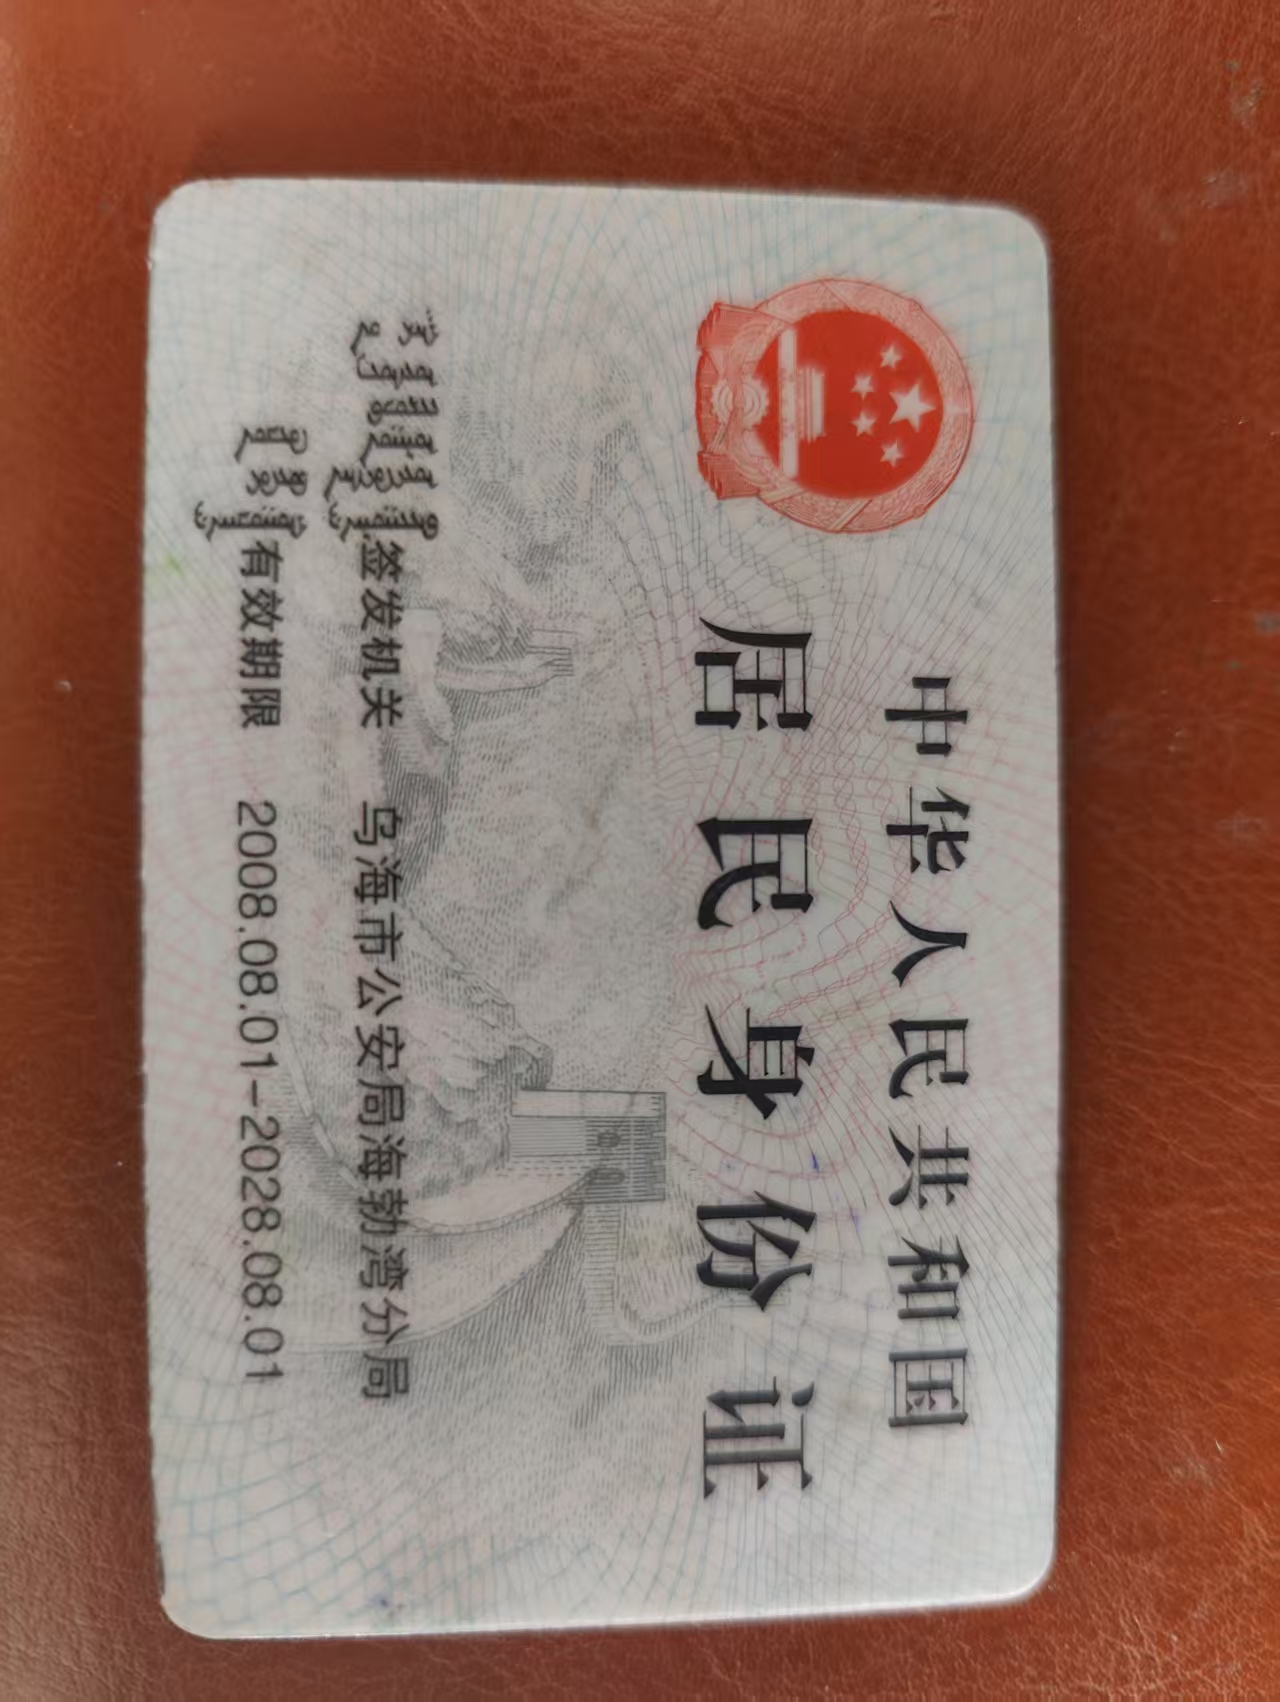 中华人民共和国
居民身份证
签发机关 乌海市公安局海勃湾分局
有效期限 2008.08.01-2028.08.01